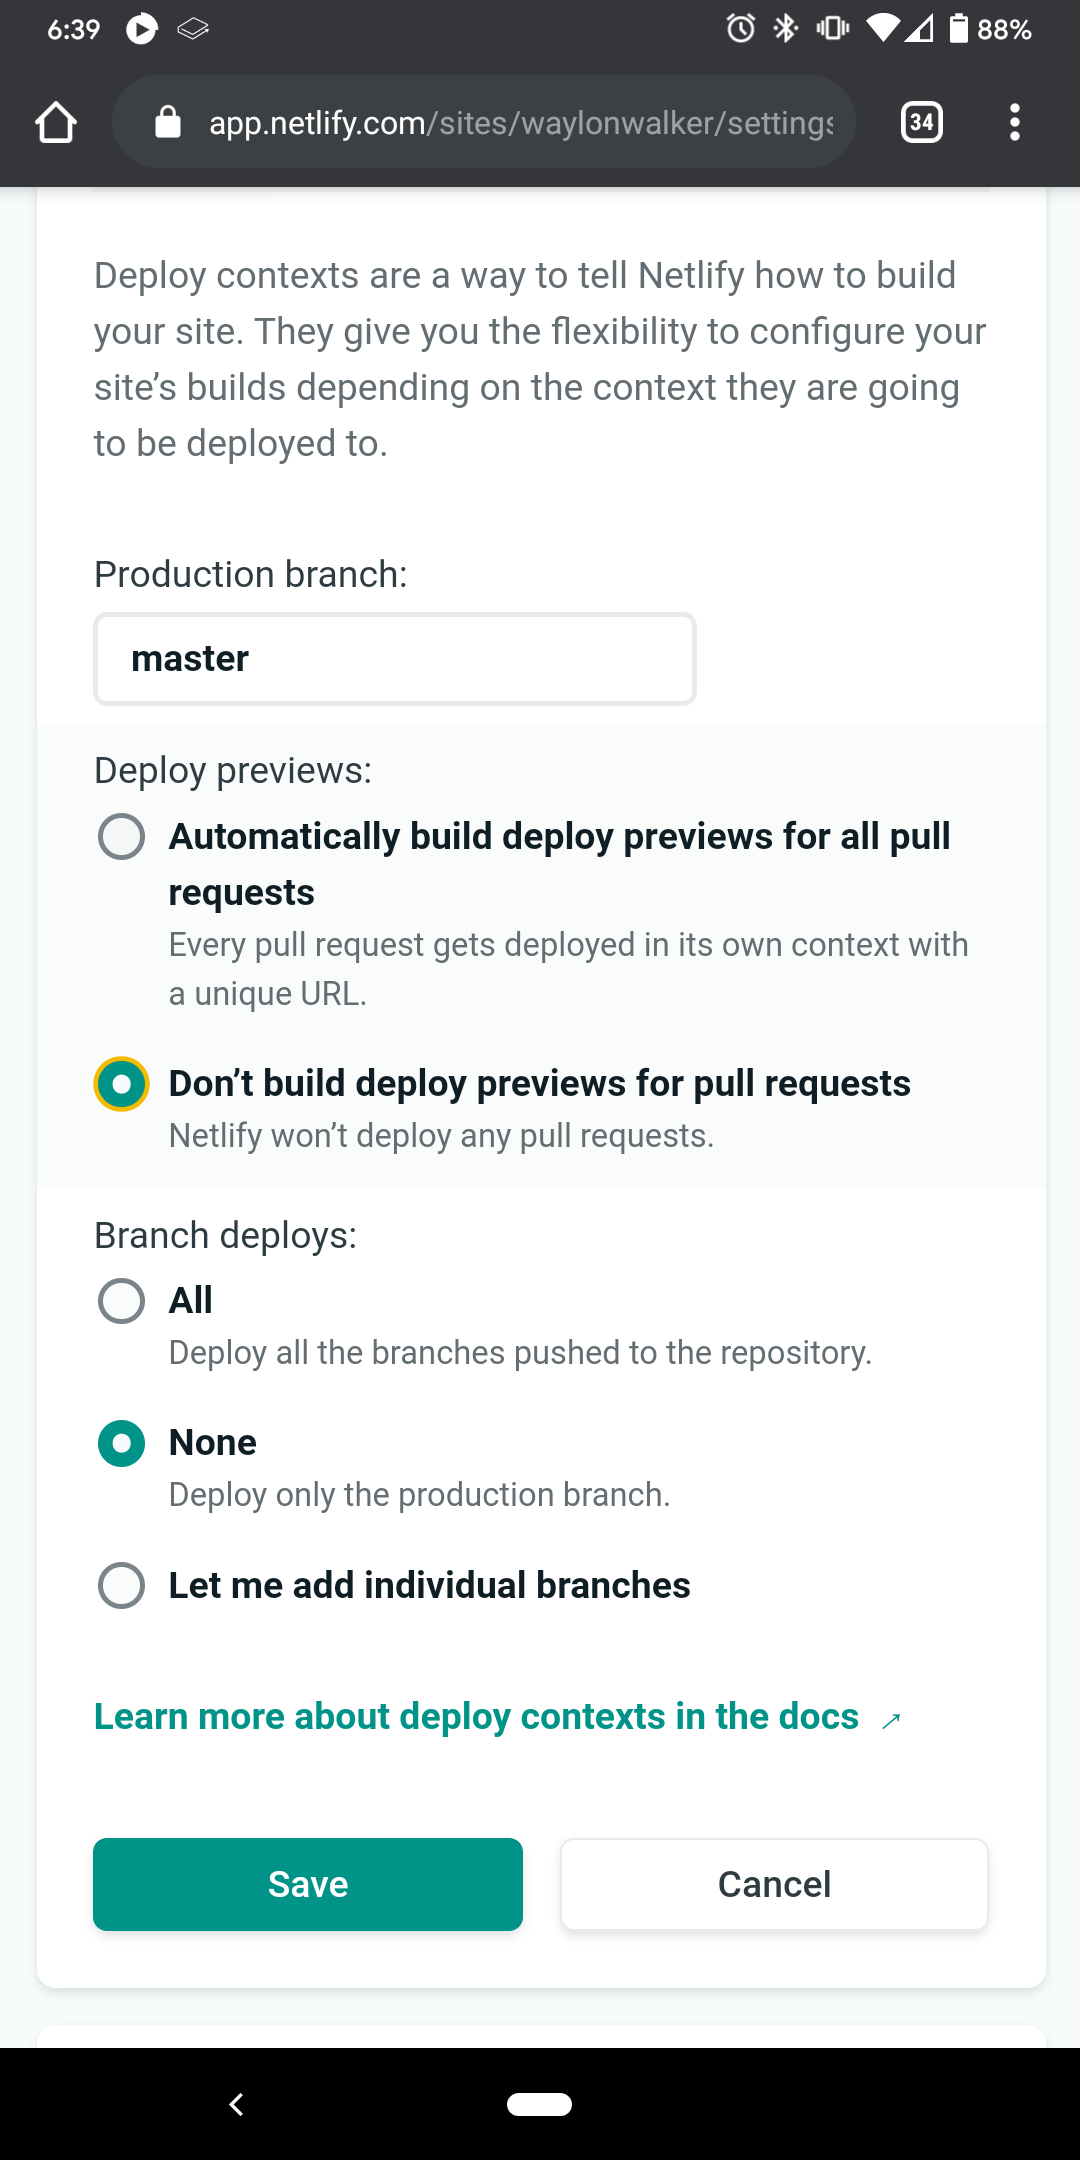 6:39
88%
app.netlify.com/sites/waylonwalker/settings
34
Deploy contexts are a way to tell Netlify how to build
your site. They give you the flexibility to configure your
site’s builds depending on the context they are going
to be deployed to.
Production branch:
master
Deploy previews:
Automatically build deploy previews for all pull
requests
Every pull request gets deployed in its own context with
a unique URL.
Don’t build deploy previews for pull requests
Netlify won’t deploy any pull requests.
Branch deploys:
All
Deploy all the branches pushed to the repository.
None
Deploy only the production branch.
Let me add individual branches
Learn more about deploy contexts in the docs →
Save
Cancel